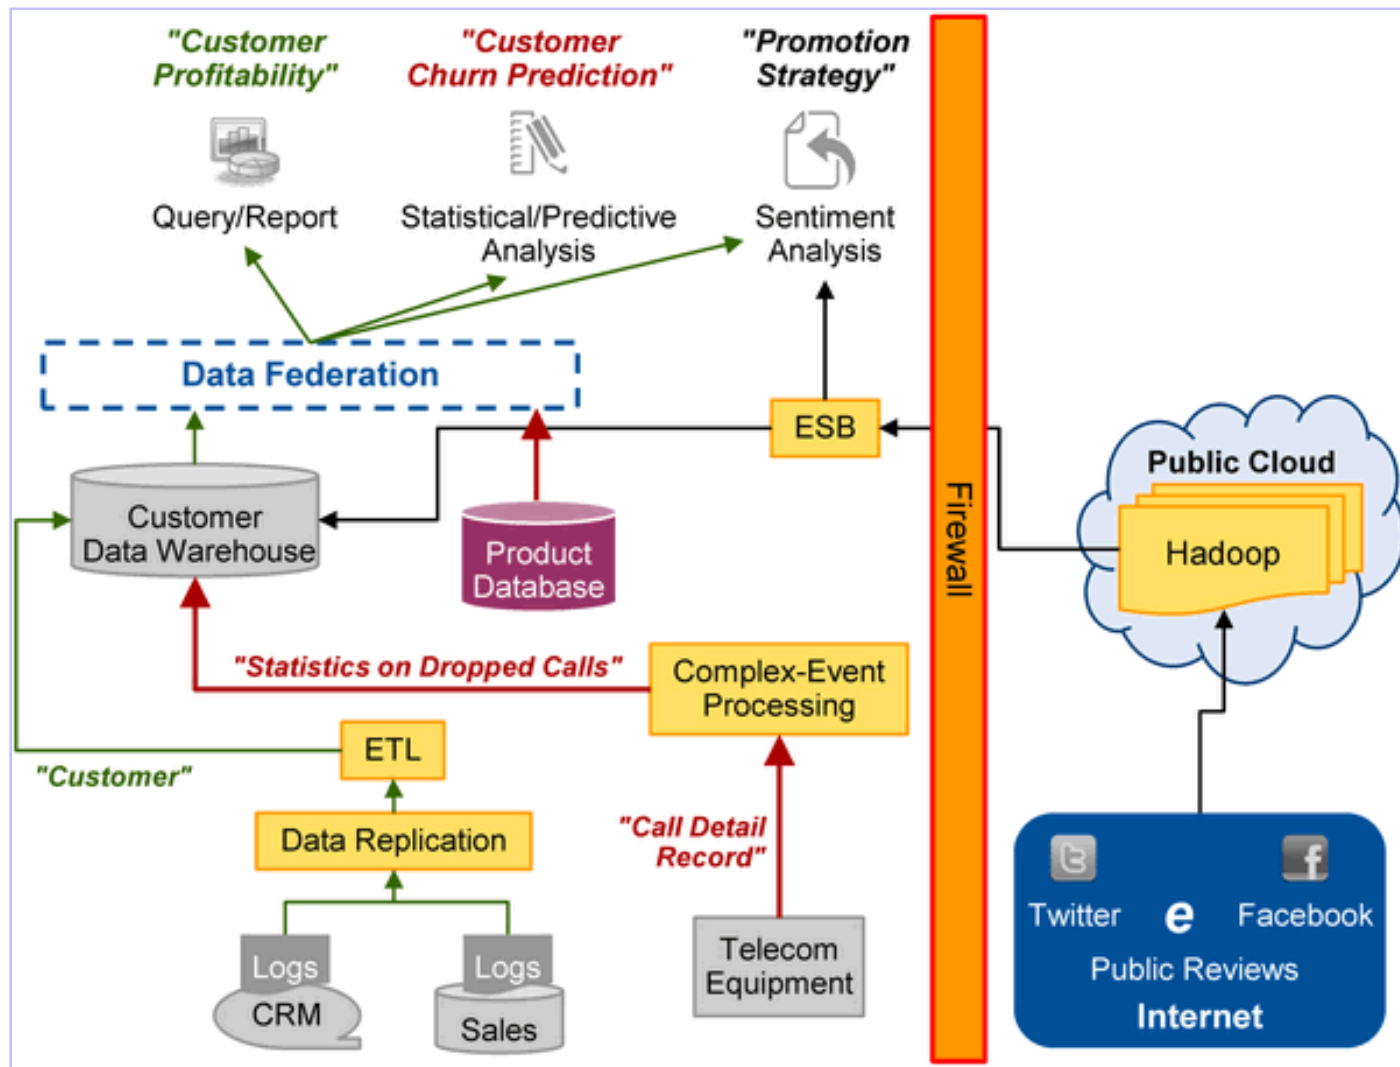 "Customer
Profitability"
"Customer
Churn Prediction"
"Promotion
Strategy"
Query/Report
Statistical/Predictive
Analysis
Sentiment
Analysis
Data Federation
ESB
Firewall
Public Cloud
Hadoop
Customer
Data Warehouse
Product
Database
"Statistics on Dropped Calls"
Complex-Event
Processing
ETL
"Customer"
Data Replication
"Call Detail
Record"
Logs
CRM
Logs
Sales
Telecom
Equipment
Twitter
e
Facebook
Public Reviews
Internet